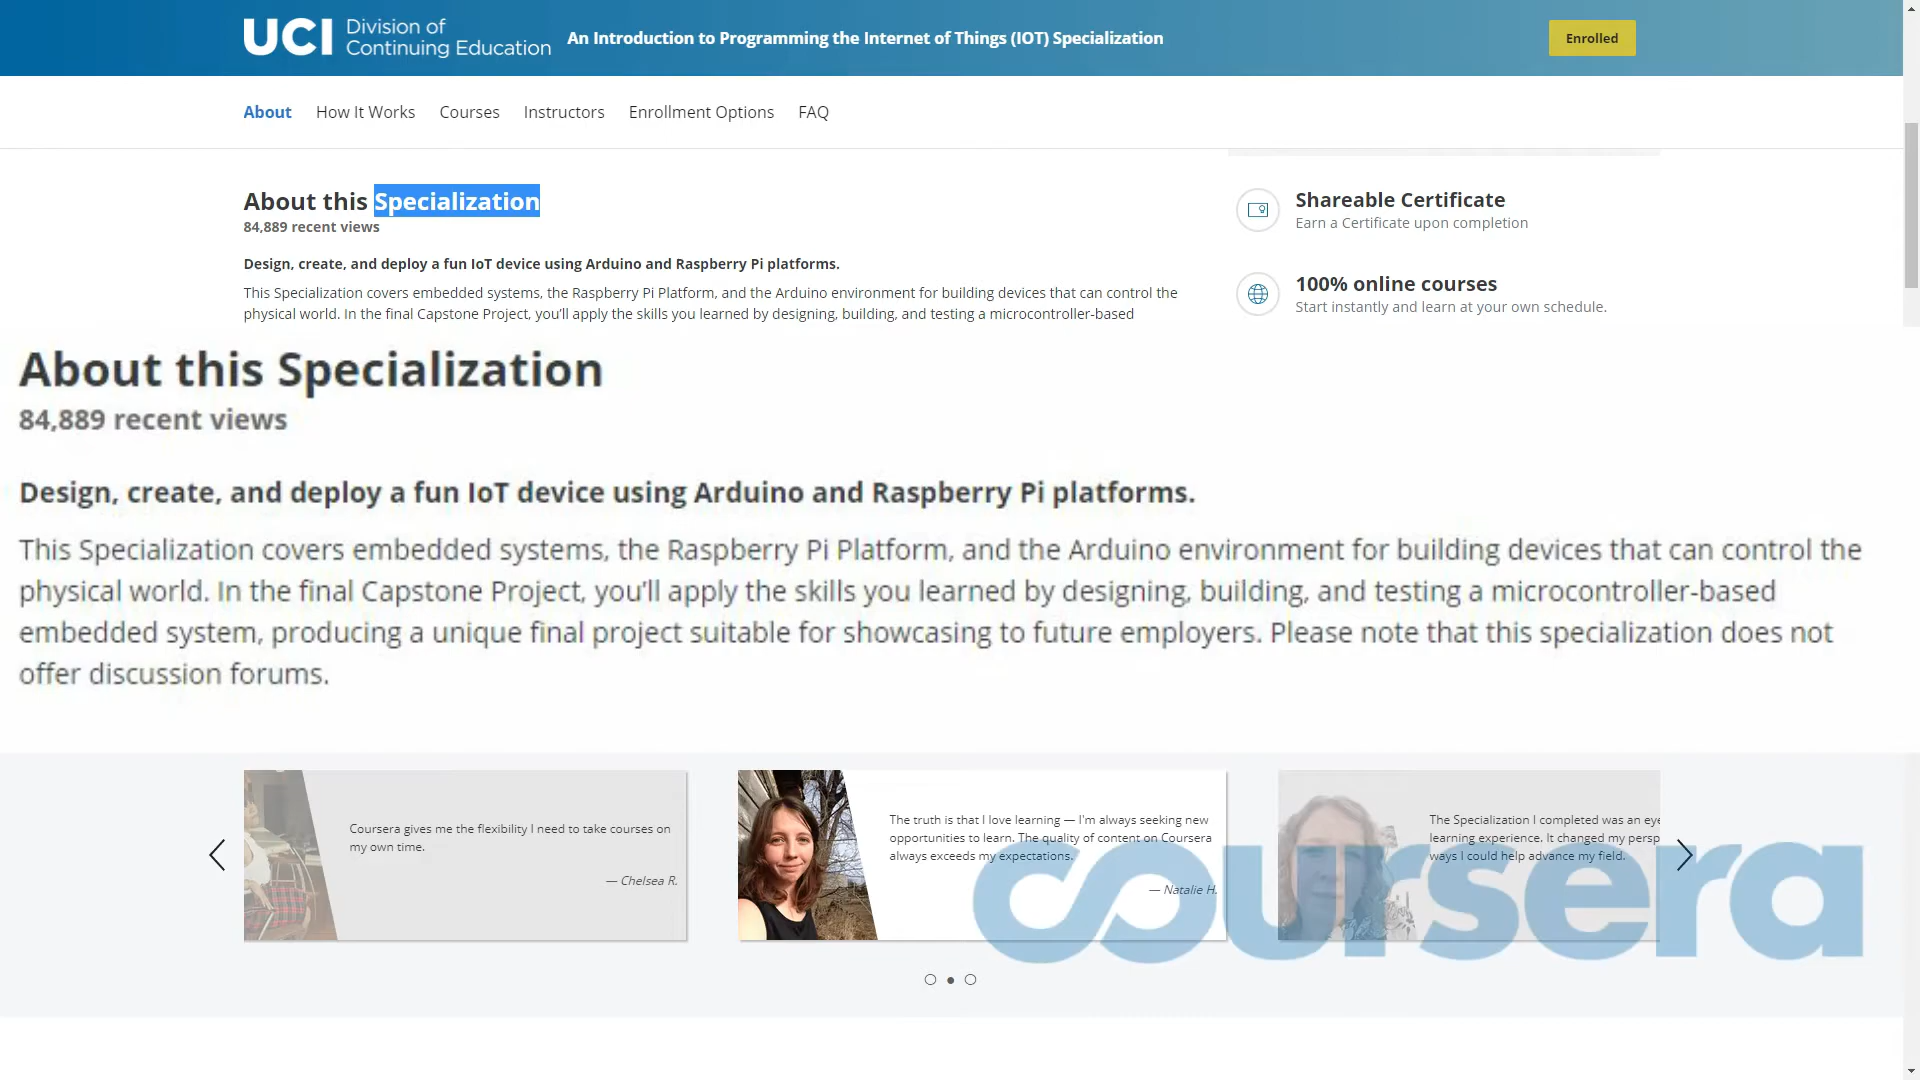 UCI Division of
Continuing Education
An Introduction to Programming the Internet of Things (IOT) Specialization
Enrolled
About How It Works Courses Instructors Enrollment Options FAQ
About this Specialization
84,889 recent views
Design, create, and deploy a fun IoT device using Arduino and Raspberry Pi platforms.
This Specialization covers embedded systems, the Raspberry Pi Platform, and the Arduino environment for building devices that can control the
physical world. In the final Capstone Project, you'll apply the skills you learned by designing, building, and testing a microcontroller-based
Shareable Certificate
Earn a Certificate upon completion
100% online courses
Start instantly and learn at your own schedule.
About this Specialization
84,889 recent views
Design, create, and deploy a fun IoT device using Arduino and Raspberry Pi platforms.
This Specialization covers embedded systems, the Raspberry Pi Platform, and the Arduino environment for building devices that can control the
physical world. In the final Capstone Project, you'll apply the skills you learned by designing, building, and testing a microcontroller-based
embedded system, producing a unique final project suitable for showcasing to future employers. Please note that this specialization does not
offer discussion forums.
Coursera gives me the flexibility I need to take courses on
my own time.
— Chelsea R.
The truth is that I love learning — I'm always seeking new
opportunities to learn. The quality of content on Coursera
always exceeds my expectations.
— Natalie H.
The Specialization I completed was an eye
learning experience. It changed my persp
ways I could help advance my field.
coursera